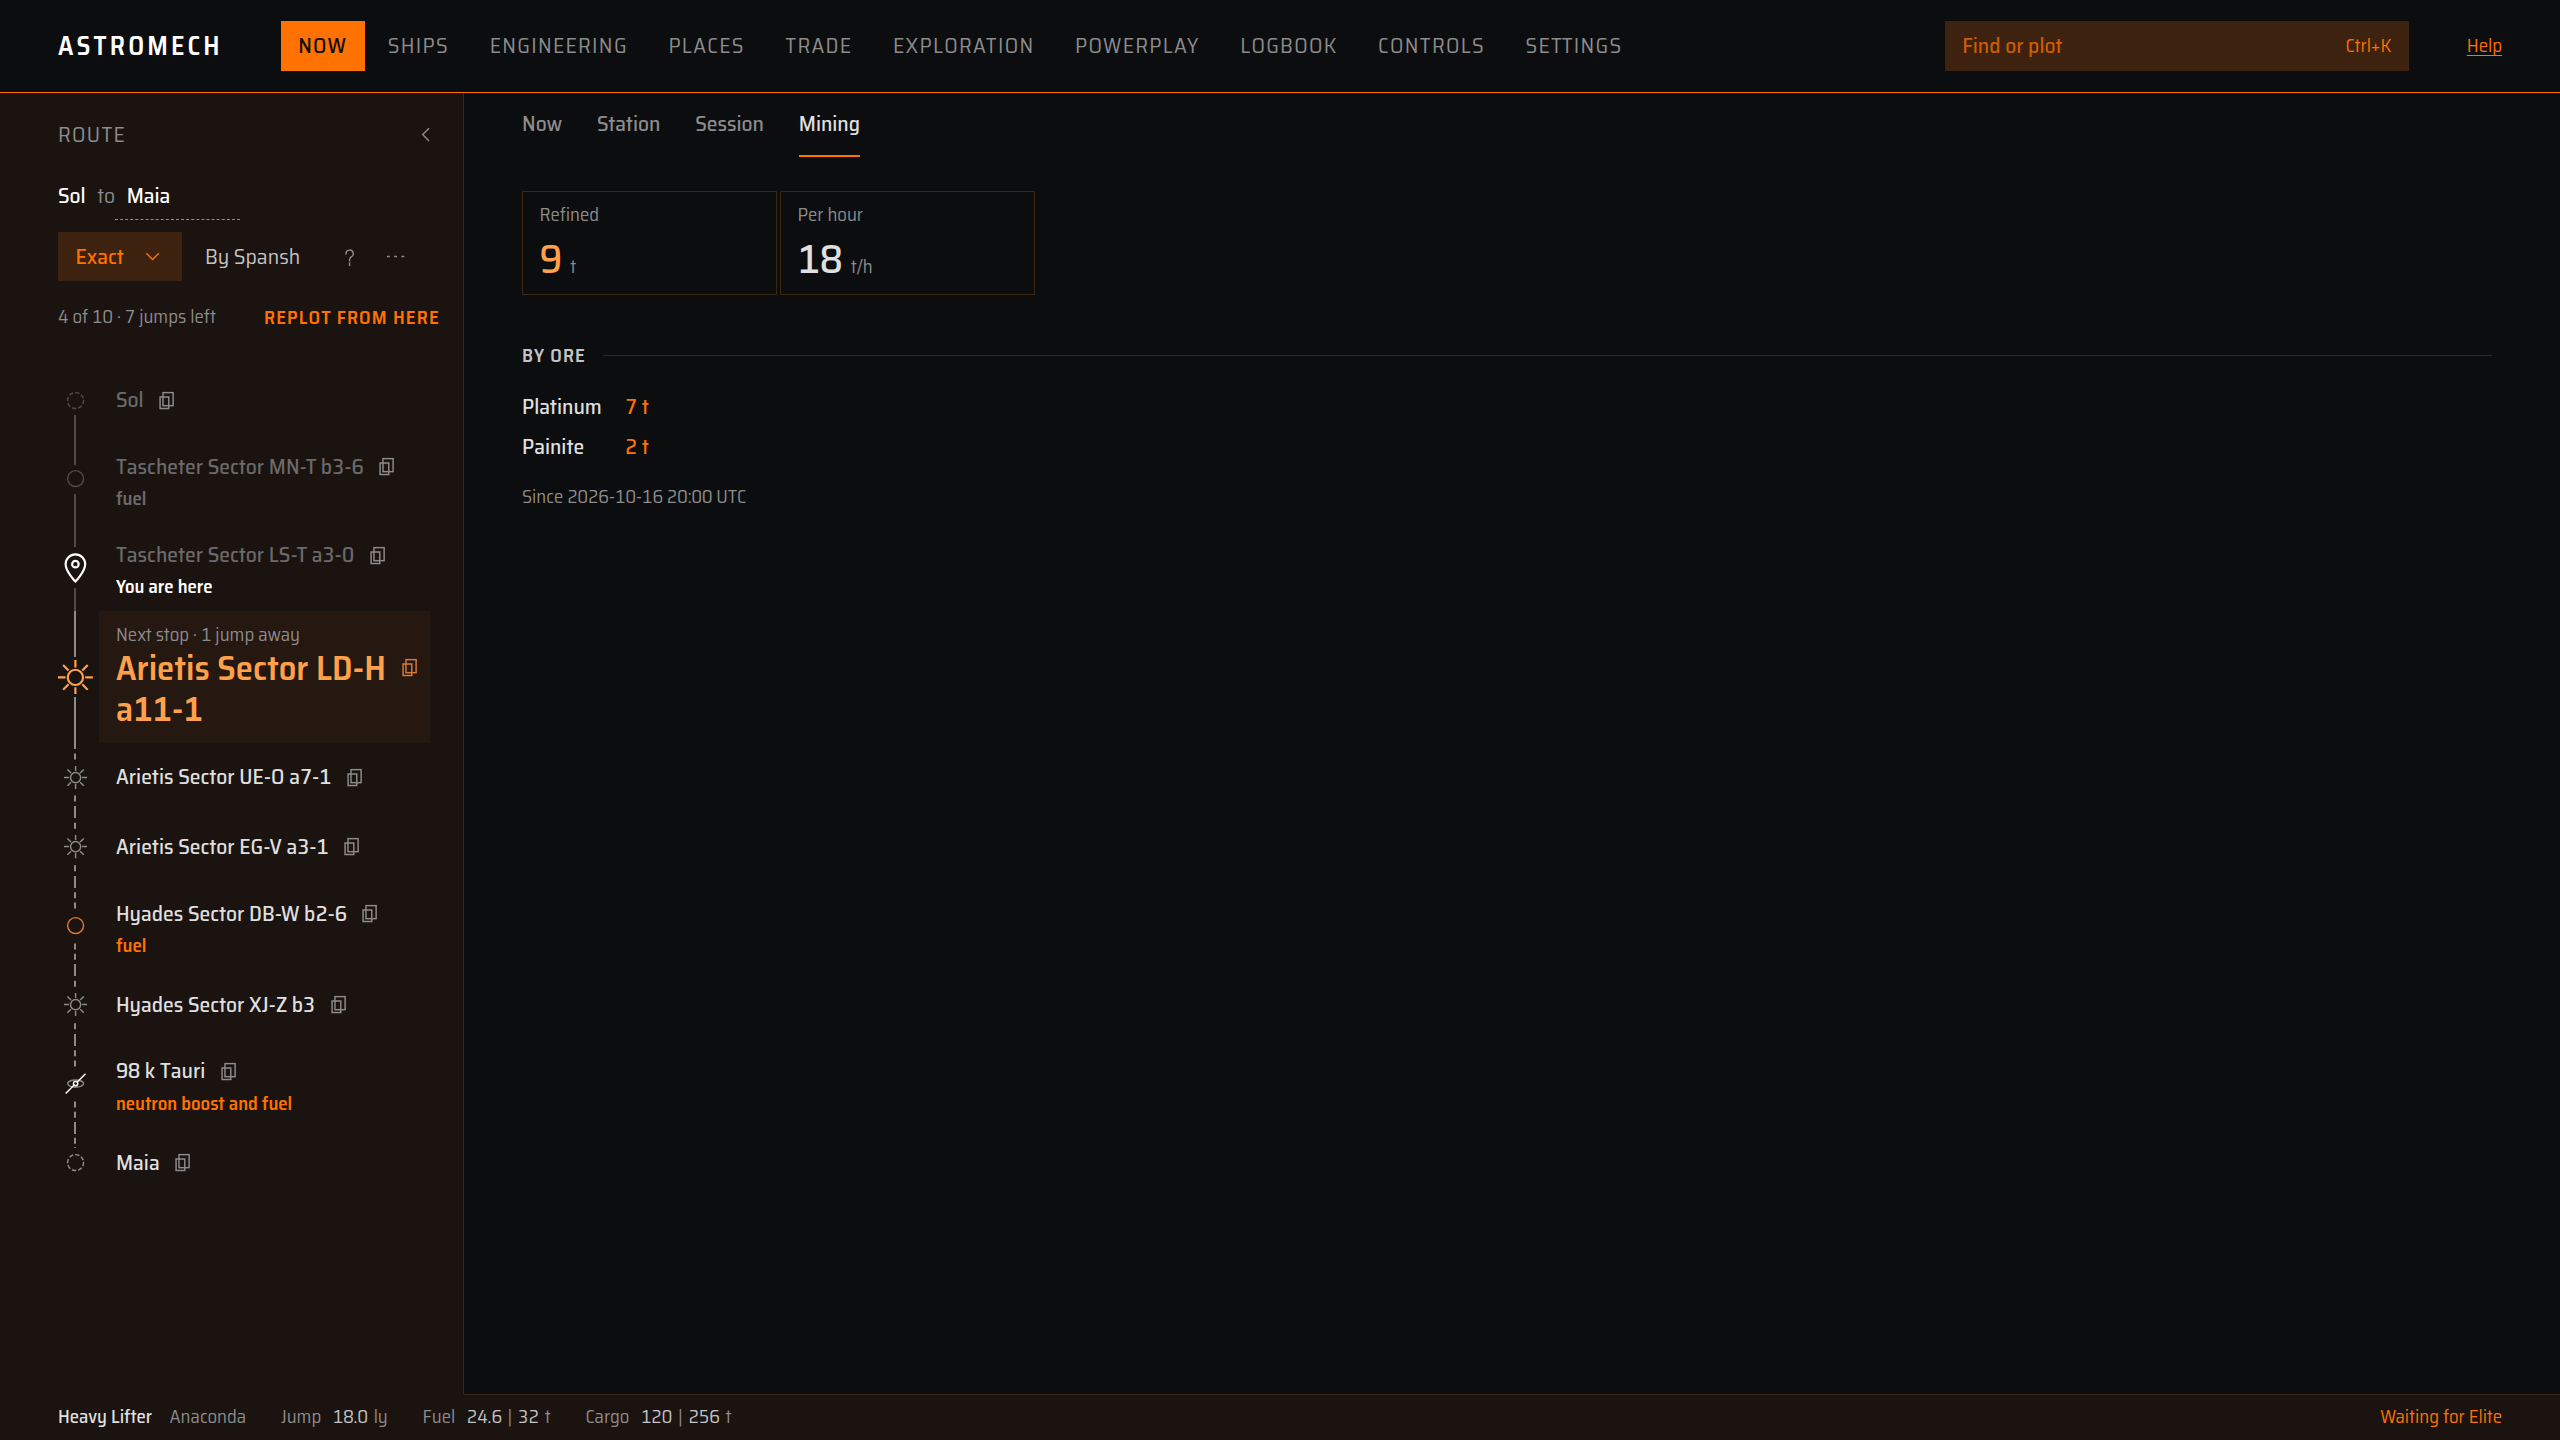 ASTROMECH NOW SHIPS ENGINEERING PLACES TRADE EXPLORATION POWERPLAY LOGBOOK CONTROLS SETTINGS Find or plot Ctrl+K Help
ROUTE
Sol to Maia
Exact By Spansh ? ···
4 of 10 · 7 jumps left REPLOT FROM HERE
Sol
Tascheter Sector MN-T b3-6
fuel
Tascheter Sector LS-T a3-0
You are here
Next stop · 1 jump away
Arietis Sector LD-H
a11-1
Arietis Sector UE-O a7-1
Arietis Sector EG-V a3-1
Hyades Sector DB-W b2-6
fuel
Hyades Sector XJ-Z b3
98 k Tauri
neutron boost and fuel
Maia
Now Station Session Mining
Refined
9 t
Per hour
18 t/h
BY ORE
Platinum 7 t
Painite 2 t
Since 2026-10-16 20:00 UTC
Heavy Lifter Anaconda Jump 18.0 ly Fuel 24.6 | 32 t Cargo 120 | 256 t Waiting for Elite